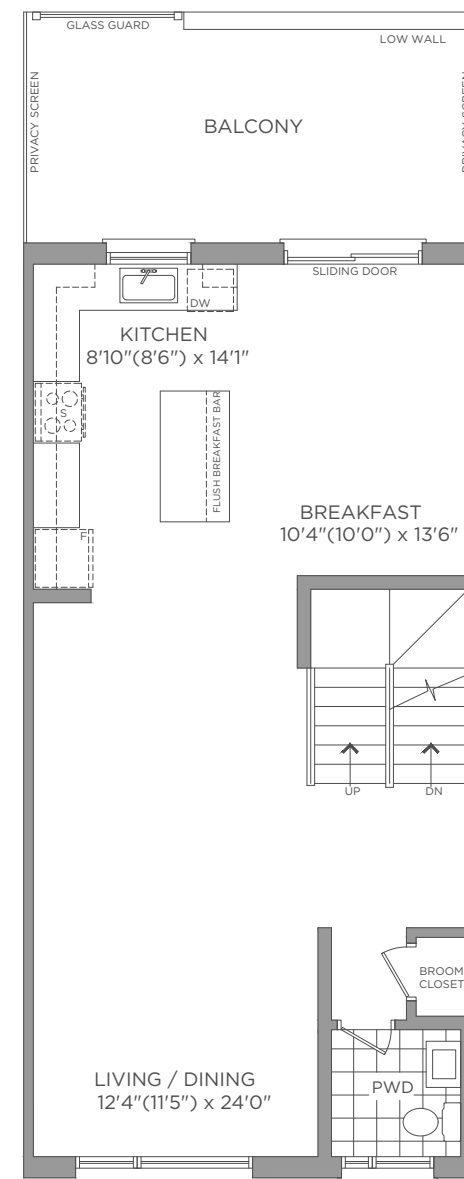 GLASS GUARD
LOW WALL
PRIVACY SCREEN
PRIVACY SCREEN
BALCONY
SLIDING DOOR
DW
KITCHEN
8'10"(8'6") x 14'1"
S
FLUSH BREAKFAST BAR
F
BREAKFAST
10'4"(10'0") x 13'6"
UP
DN
BROOM
CLOSET
LIVING / DINING
12'4"(11'5") x 24'0"
PWD